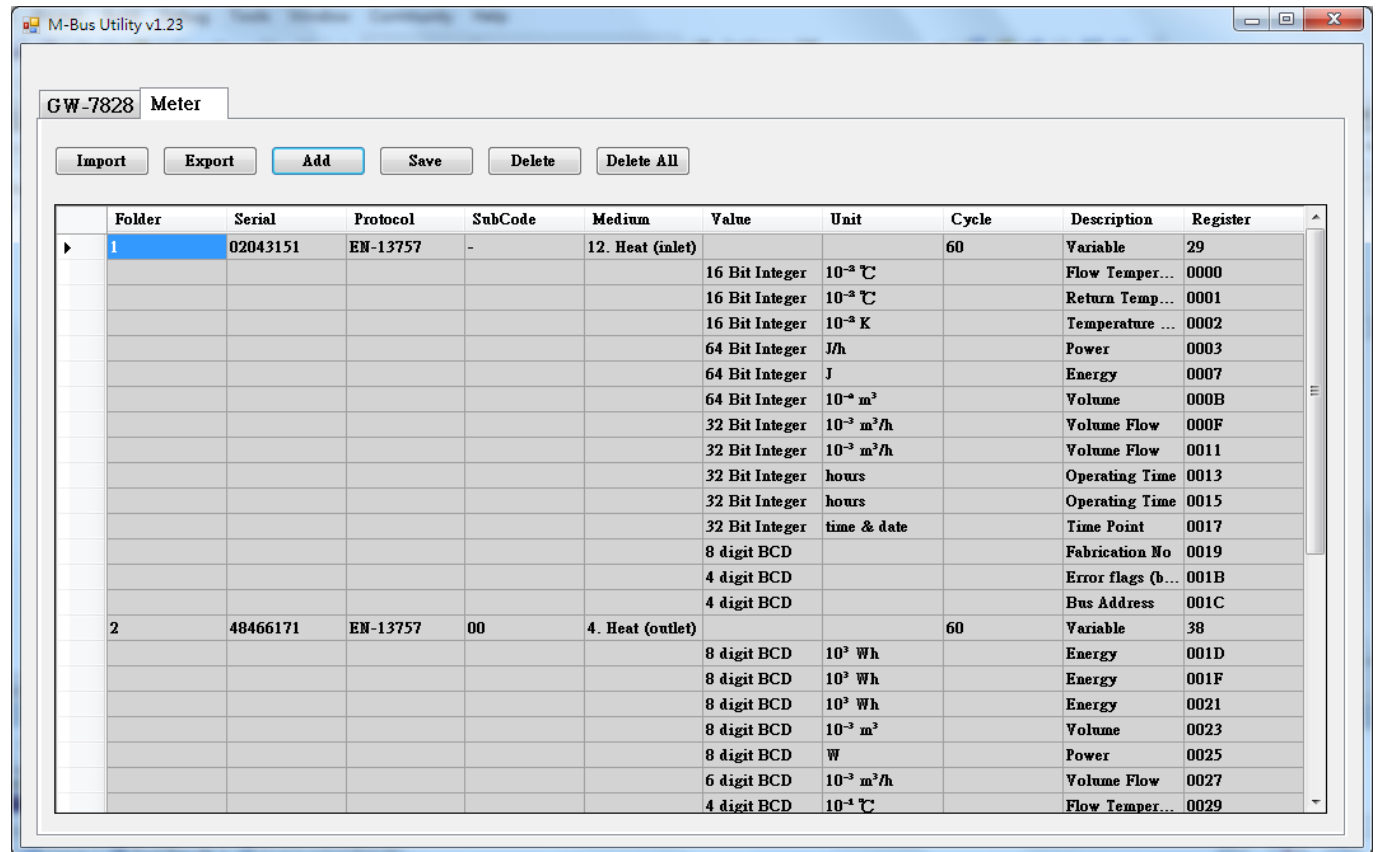 M-Bus Utility v1.23
GW-7828 Meter
Import Export Add Save Delete Delete All
Folder Serial Protocol SubCode Medium Value Unit Cycle Description Register
1 02043151 EN-13757 - 12. Heat (inlet) 60 Variable 29
16 Bit Integer 10⁻² ℃ Flow Temper... 0000
16 Bit Integer 10⁻² ℃ Return Temp... 0001
16 Bit Integer 10⁻² K Temperature ... 0002
64 Bit Integer J/h Power 0003
64 Bit Integer J Energy 0007
64 Bit Integer m³ Volume 000B
32 Bit Integer 10⁻³ m³/h Volume Flow 000F
32 Bit Integer 10⁻³ m³/h Volume Flow 0011
32 Bit Integer hours Operating Time 0013
32 Bit Integer hours Operating Time 0015
32 Bit Integer time & date Time Point 0017
8 digit BCD Fabrication No 0019
4 digit BCD Error flags (b... 001B
4 digit BCD Bus Address 001C
2 48466171 EN-13757 00 4. Heat (outlet) 60 Variable 38
8 digit BCD 10³ Wh Energy 001D
8 digit BCD 10³ Wh Energy 001F
8 digit BCD 10³ Wh Energy 0021
8 digit BCD 10⁻³ m³ Volume 0023
8 digit BCD W Power 0025
6 digit BCD 10⁻³ m³/h Volume Flow 0027
4 digit BCD 10⁻¹ ℃ Flow Temper... 0029